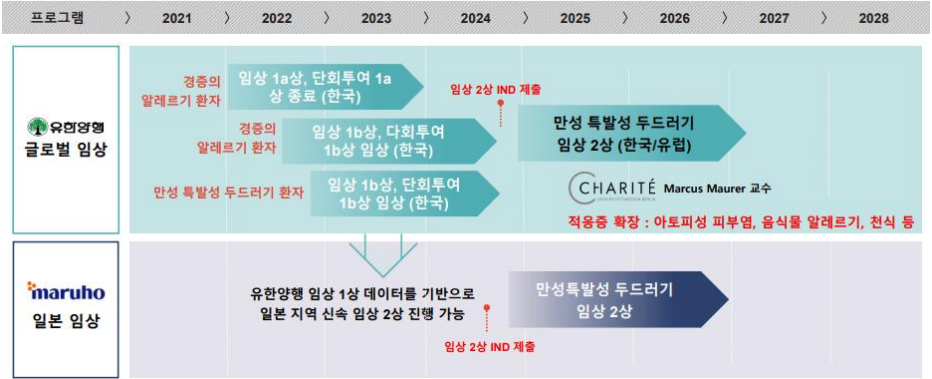 프로그램 〉 2021 〉 2022 〉 2023 〉 2024 〉 2025 〉 2026 〉 2027 〉 2028
유한양행
글로벌 임상
경증의
알레르기 환자
임상 1a상, 단회투여 1a
상 종료 (한국)
임상 2상 IND 제출
경증의
알레르기 환자
임상 1b상, 다회투여
1b상 임상 (한국)
만성 특발성 두드러기
임상 2상 (한국/유럽)
만성 특발성 두드러기 환자
임상 1b상, 단회투여
1b상 임상 (한국)
CHARITÉ Marcus Maurer 교수
적응증 확장 : 아토피성 피부염, 음식물 알레르기, 천식 등
maruho
일본 임상
유한양행 임상 1상 데이터를 기반으로
일본 지역 신속 임상 2상 진행 가능
만성특발성 두드러기
임상 2상
임상 2상 IND 제출